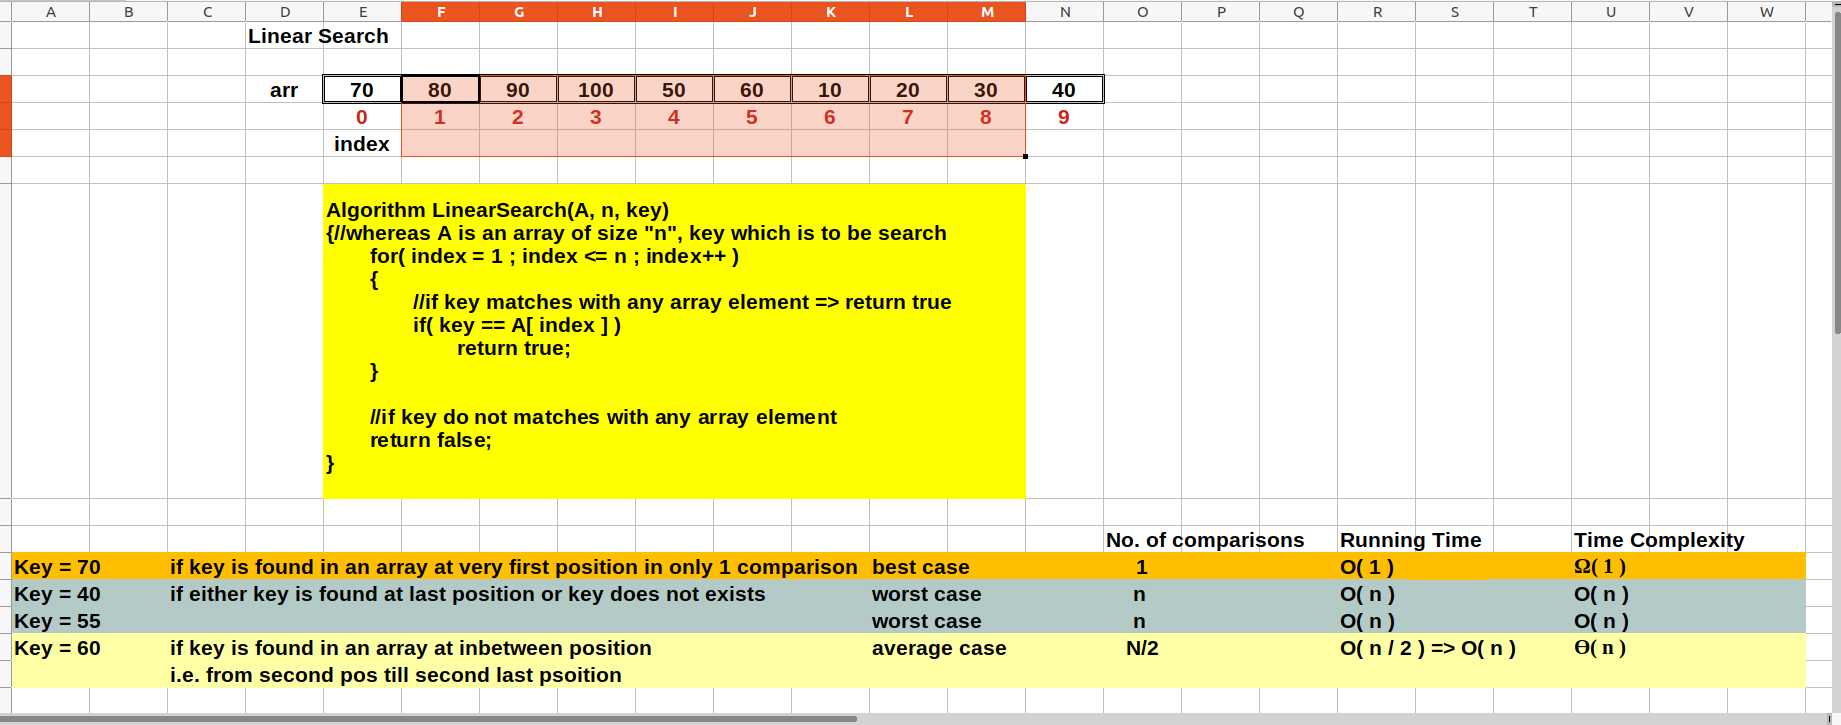 A B C D E F G H I J K L M N O P Q R S T U V W
Linear Search
arr 70 80 90 100 50 60 10 20 30 40
0 1 2 3 4 5 6 7 8 9
index
Algorithm LinearSearch(A, n, key)
{//whereas A is an array of size "n", key which is to be search
for( index = 1 ; index <= n ; index++ )
{
//if key matches with any array element => return true
if( key == A[ index ] )
return true;
}
//if key do not matches with any array element
return false;
}
No. of comparisons Running Time Time Complexity
Key = 70 if key is found in an array at very first position in only 1 comparison best case 1 O( 1 ) Ω( 1 )
Key = 40 if either key is found at last position or key does not exists worst case n O( n ) O( n )
Key = 55 worst case n O( n ) O( n )
Key = 60 if key is found in an array at inbetween position average case N/2 O( n / 2 ) => O( n ) Θ( n )
i.e. from second pos till second last psoition